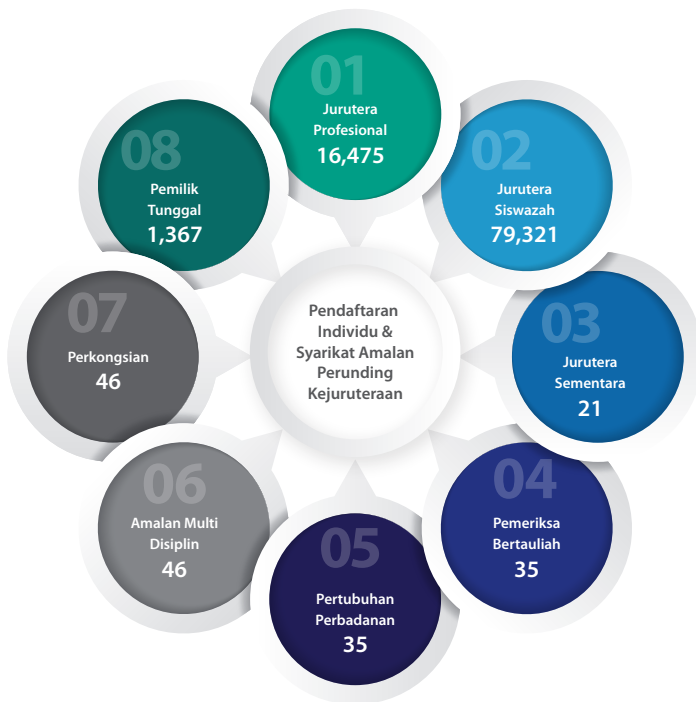 Pendaftaran
Individu &
Syarikat Amalan
Perunding
Kejuruteraan
01
Jurutera
Profesional
16,475
02
Jurutera
Siswazah
79,321
03
Jurutera
Sementara
21
04
Pemeriksa
Bertauliah
35
05
Pertubuhan
Perbadanan
35
06
Amalan Multi
Disiplin
46
07
Perkongsian
46
08
Pemilik
Tunggal
1,367